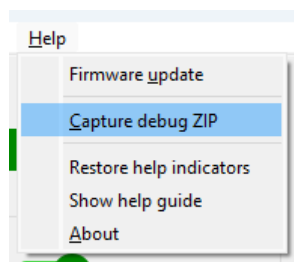 Help
Firmware update
Capture debug ZIP
Restore help indicators
Show help guide
About